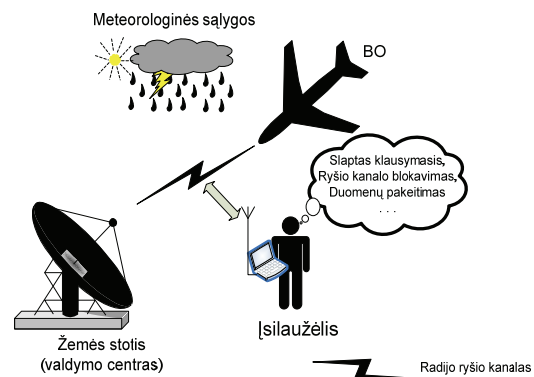 Meteorologinės sąlygos
BO
Slaptas klausymasis,
Ryšio kanalo blokavimas,
Duomenų pakeitimas
. . .
Įsilaužėlis
Žemės stotis
(valdymo centras)
Radijo ryšio kanalas